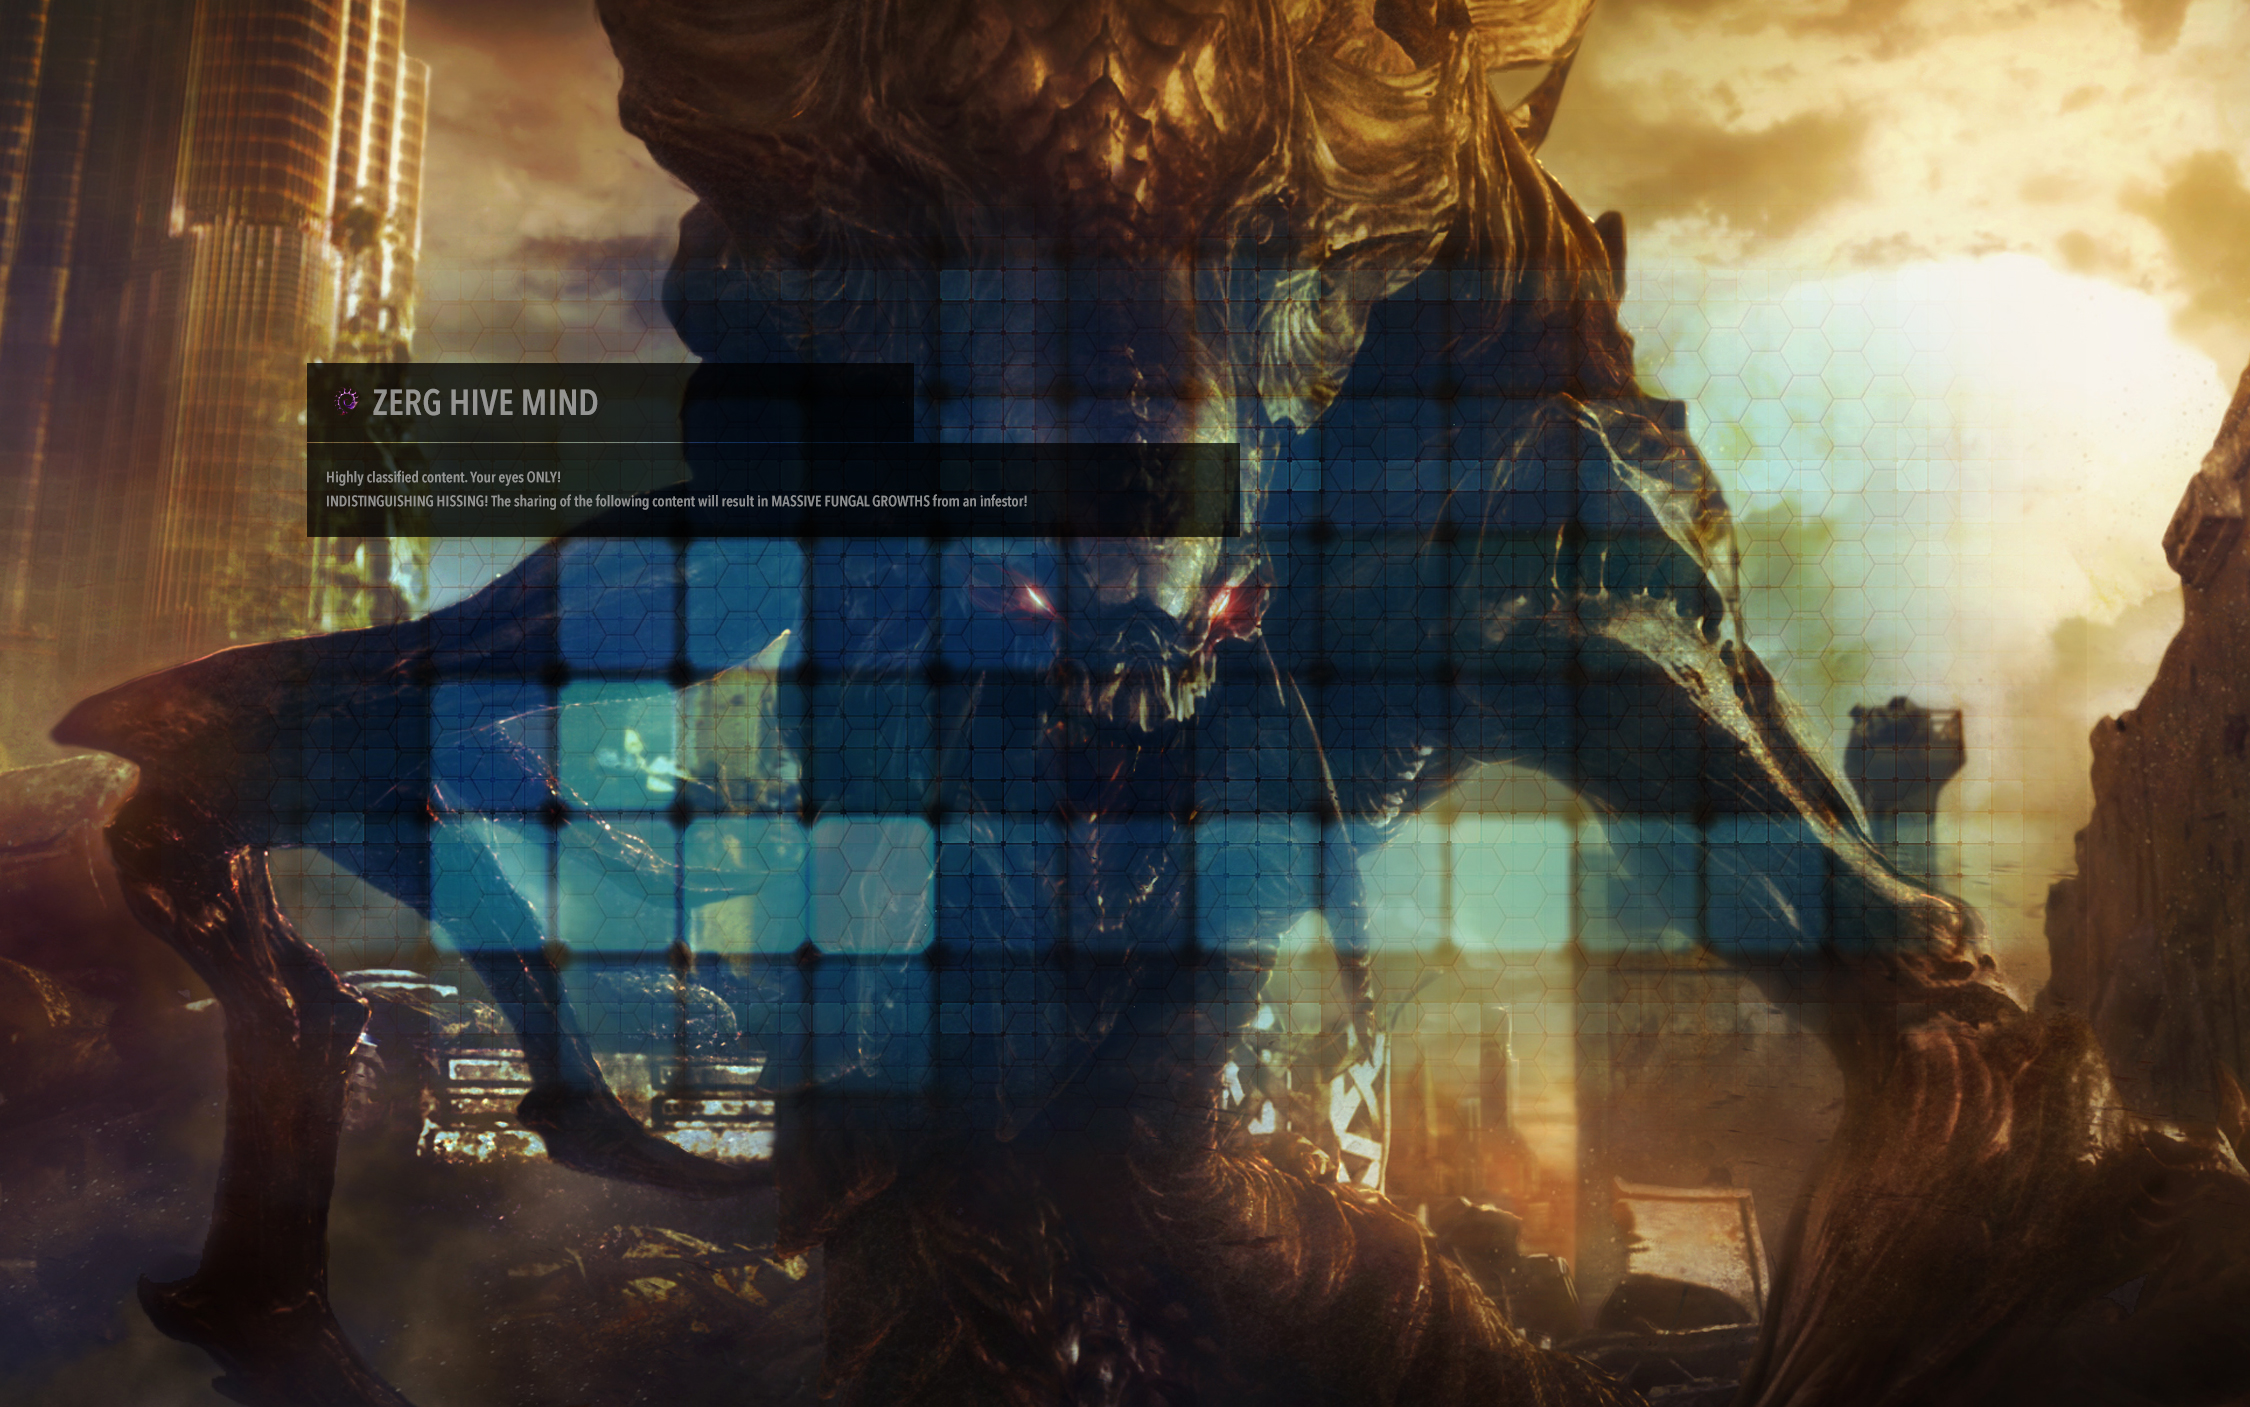 ZERG HIVE MIND
Highly classified content. Your eyes ONLY!
INDISTINGUISHING HISSING! The sharing of the following content will result in MASSIVE FUNGAL GROWTHS from an infestor!